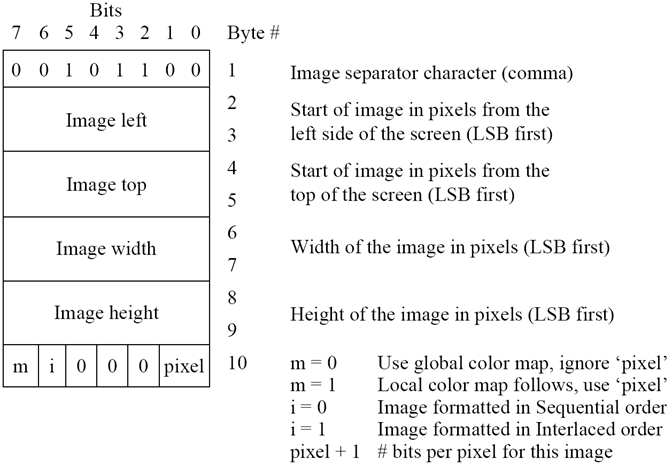 Bits
7 6 5 4 3 2 1 0 Byte #
0 0 1 0 1 1 0 0 1 Image separator character (comma)
Image left 2 Start of image in pixels from the
3 left side of the screen (LSB first)
Image top 4 Start of image in pixels from the
5 top of the screen (LSB first)
Image width 6 Width of the image in pixels (LSB first)
7
Image height 8 Height of the image in pixels (LSB first)
9
m i 0 0 0 pixel 10 m = 0 Use global color map, ignore ‘pixel’
m = 1 Local color map follows, use ‘pixel’
i = 0 Image formatted in Sequential order
i = 1 Image formatted in Interlaced order
pixel + 1 # bits per pixel for this image